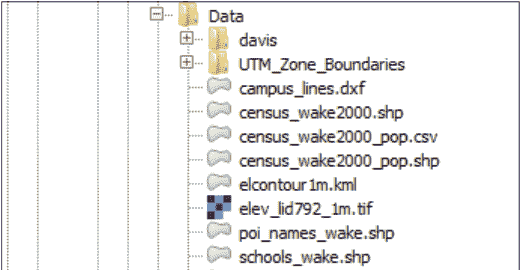 Data
davis
UTM_Zone_Boundaries
campus_lines.dxf
census_wake2000.shp
census_wake2000_pop.csv
census_wake2000_pop.shp
elcontour1m.kml
elev_lid792_1m.tif
poi_names_wake.shp
schools_wake.shp